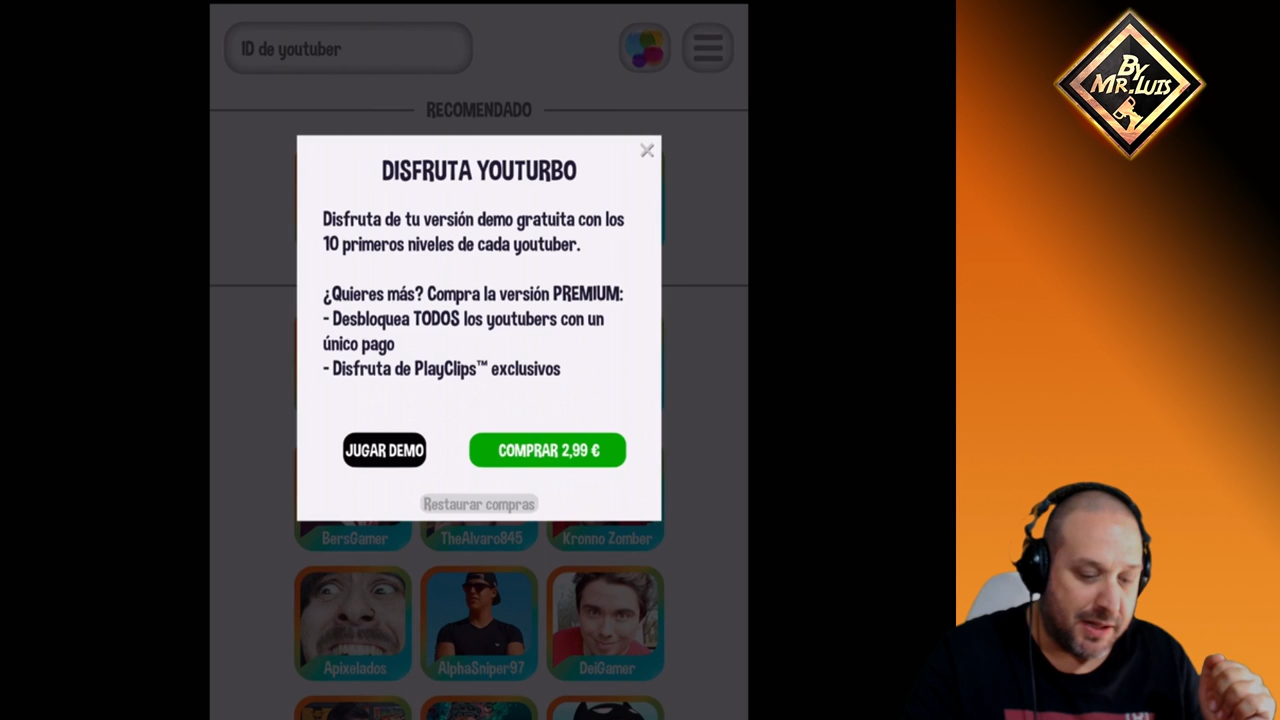 ID de youtuber
RECOMENDADO
DISFRUTA YOUTURBO
Disfruta de tu versión demo gratuita con los
10 primeros niveles de cada youtuber.
¿Quieres más? Compra la versión PREMIUM:
- Desbloquea TODOS los youtubers con un
único pago
- Disfruta de PlayClips™ exclusivos
JUGAR DEMO
COMPRAR 2,99 €
Restaurar compras
BersGamer
TheAlvaro845
Kronno Zomber
Apixelados
AlphaSniper97
DeiGamer
By
Mr.Luis